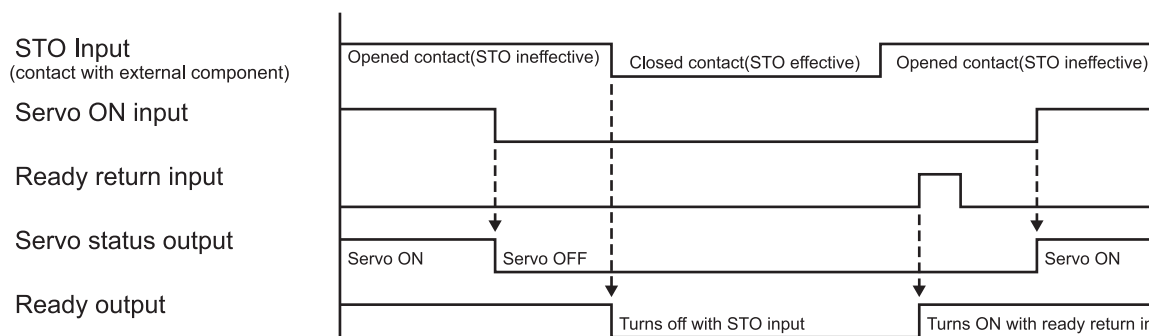 STO Input
(contact with external component)
Opened contact(STO ineffective)
Closed contact(STO effective)
Opened contact(STO ineffective)
Servo ON input
Ready return input
Servo status output
Servo ON
Servo OFF
Servo ON
Ready output
Turns off with STO input
Turns ON with ready return